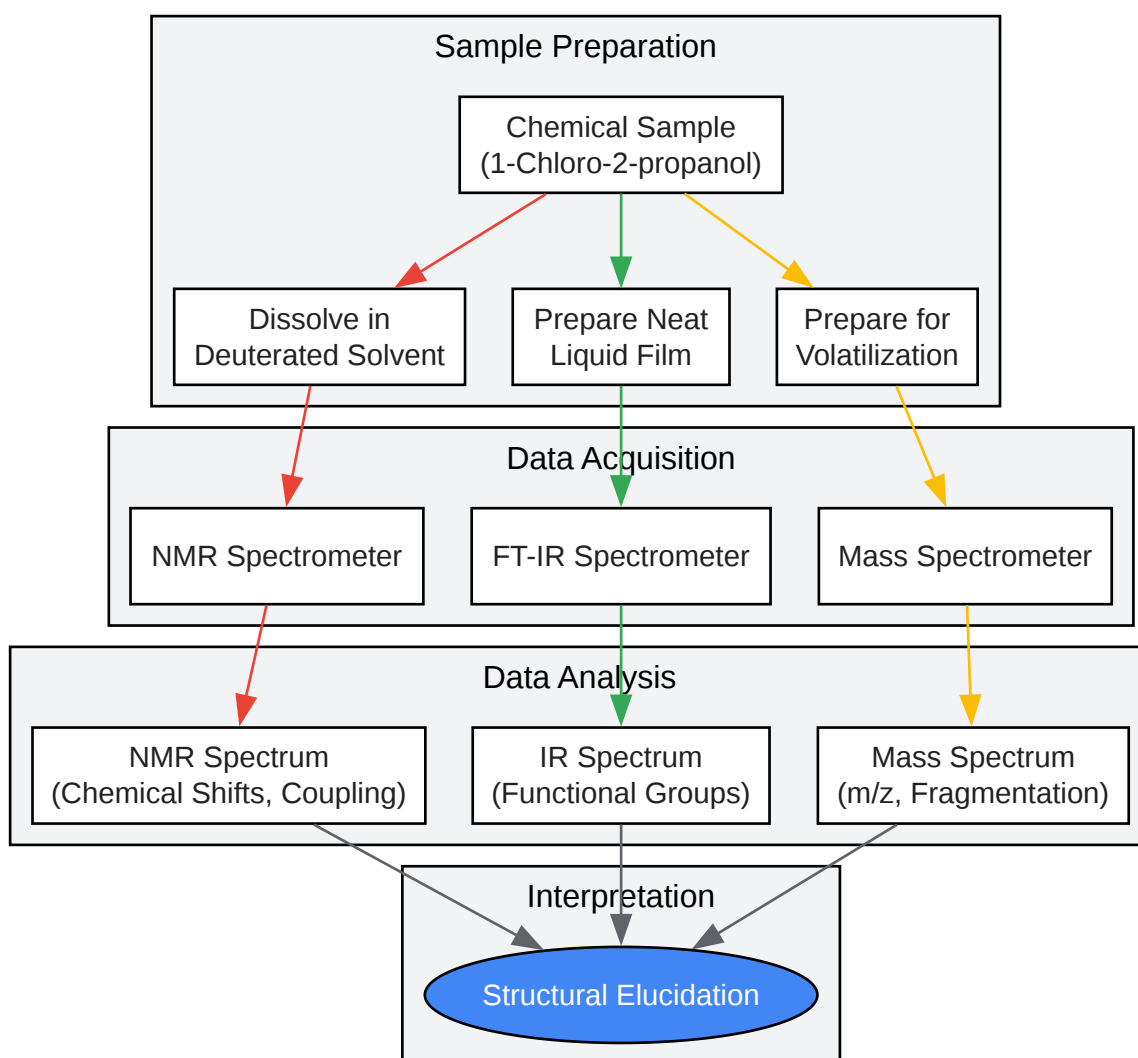 Sample Preparation
Chemical Sample
(1-Chloro-2-propanol)
Dissolve in
Deuterated Solvent
Prepare Neat
Liquid Film
Prepare for
Volatilization
Data Acquisition
NMR Spectrometer
FT-IR Spectrometer
Mass Spectrometer
Data Analysis
NMR Spectrum
(Chemical Shifts, Coupling)
IR Spectrum
(Functional Groups)
Mass Spectrum
(m/z, Fragmentation)
Interpretation
Structural Elucidation